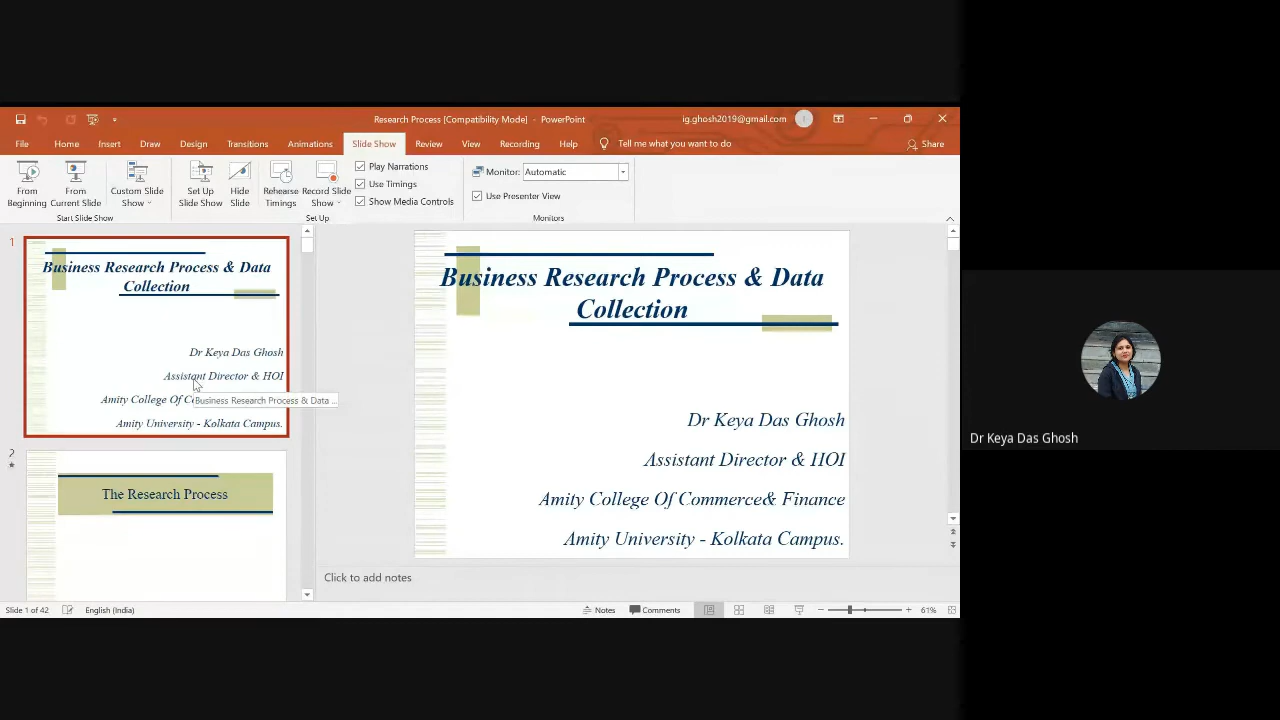 Research Process [Compatibility Mode] - PowerPoint
ig.ghosh2019@gmail.com
File Home Insert Draw Design Transitions Animations Slide Show Review View Recording Help Tell me what you want to do Share
From Beginning
From Current Slide
Custom Slide Show
Set Up Slide Show
Hide Slide
Rehearse Timings
Record Slide Show
Play Narrations
Use Timings
Show Media Controls
Monitor: Automatic
Use Presenter View
Start Slide Show
Set Up
Monitors
1
Business Research Process & Data
Collection
Dr Keya Das Ghosh
Assistant Director & HOI
Amity College Of
Business Research Process & Data ...
Amity University - Kolkata Campus.
2
The Research Process
Business Research Process & Data
Collection
Dr Keya Das Ghosh
Assistant Director & HOI
Amity College Of Commerce& Finance
Amity University - Kolkata Campus.
Click to add notes
Slide 1 of 42 English (India) Notes Comments 61%
Dr Keya Das Ghosh